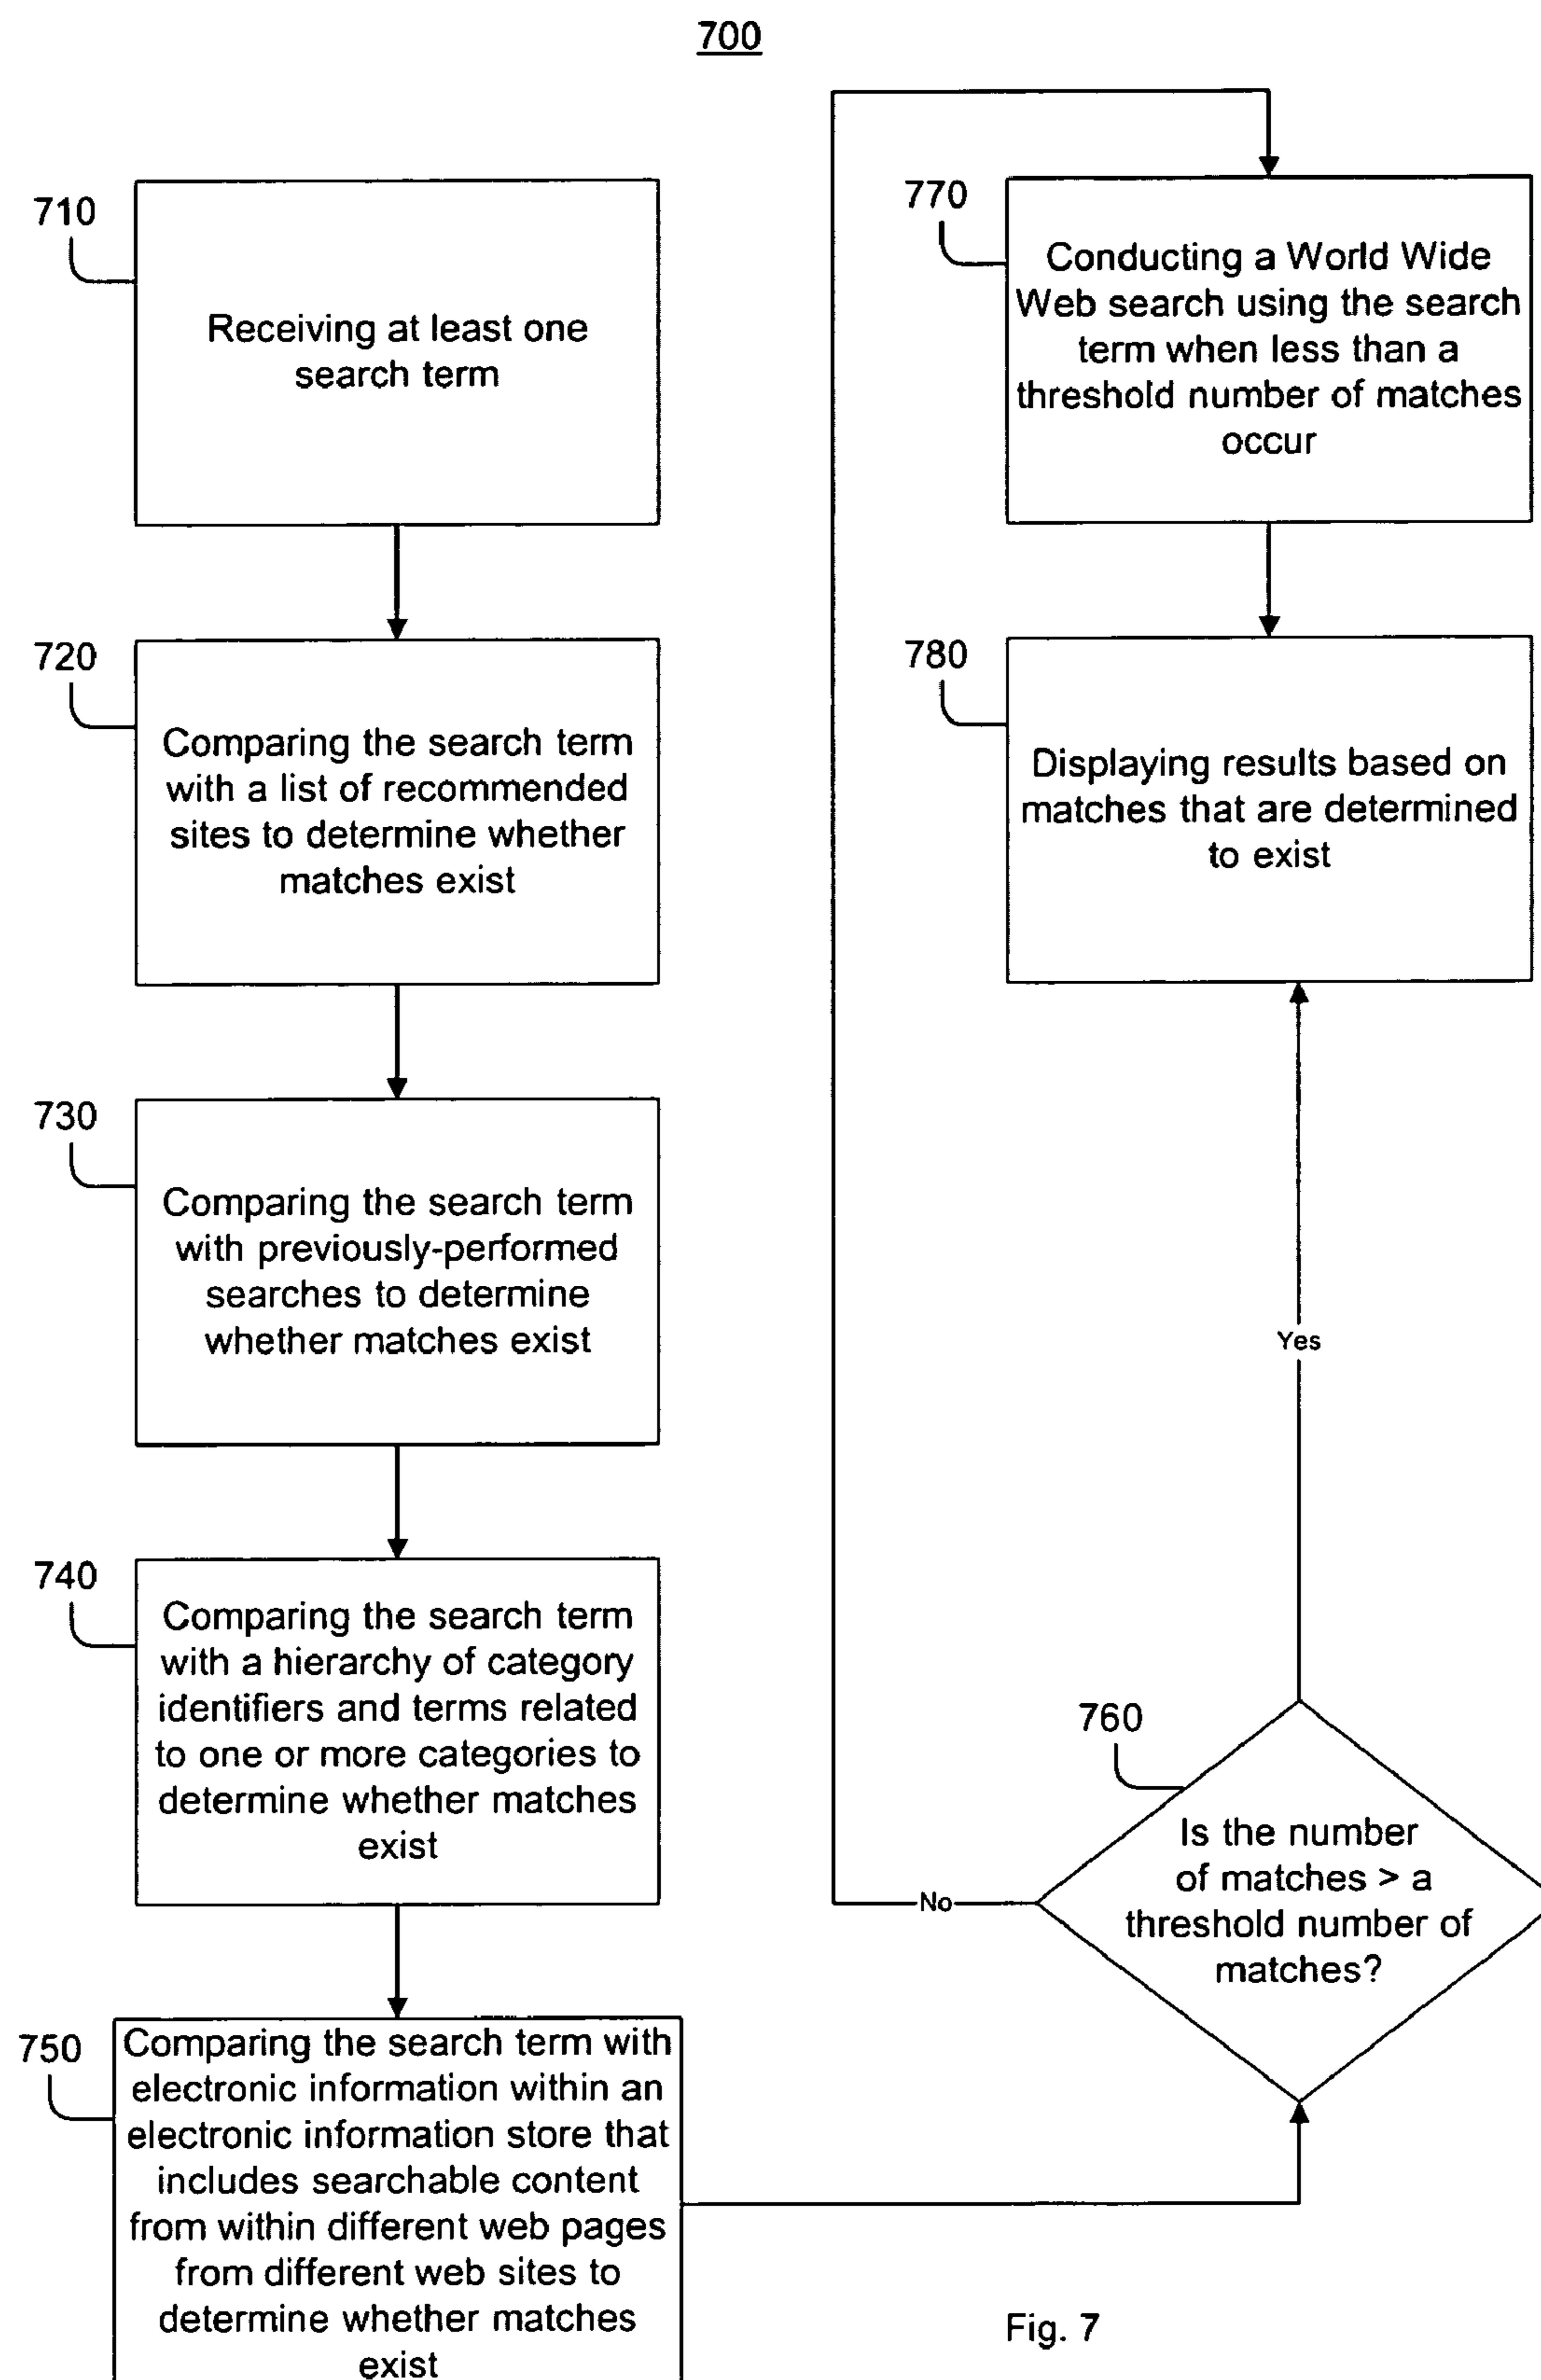 700
710
Receiving at least one
search term
720
Comparing the search term
with a list of recommended
sites to determine whether
matches exist
730
Comparing the search term
with previously-performed
searches to determine
whether matches exist
740
Comparing the search term
with a hierarchy of category
identifiers and terms related
to one or more categories to
determine whether matches
exist
750
Comparing the search term with
electronic information within an
electronic information store that
includes searchable content
from within different web pages
from different web sites to
determine whether matches
exist
760
Is the number
of matches > a
threshold number of
matches?
No
Yes
770
Conducting a World Wide
Web search using the search
term when less than a
threshold number of matches
occur
780
Displaying results based on
matches that are determined
to exist
Fig. 7